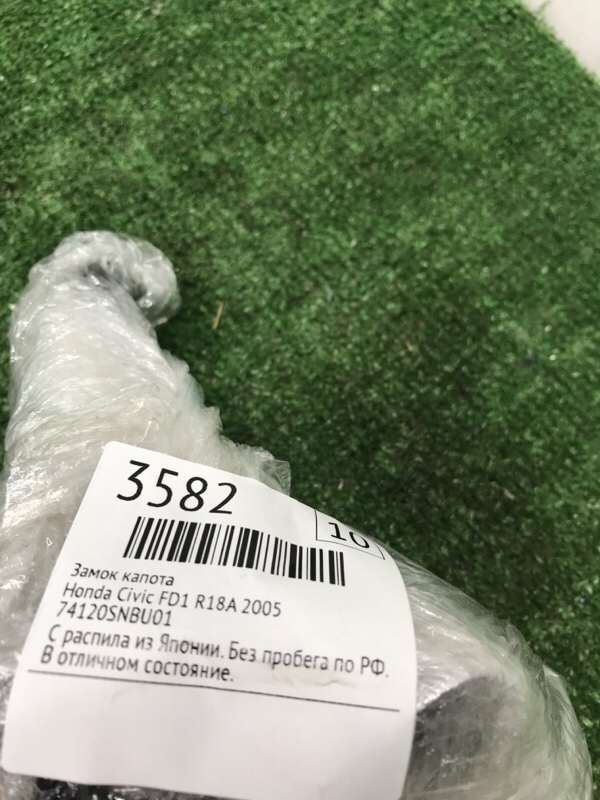 3582
10
Замок капота
Honda Civic FD1 R18A 2005
74120SNBU01
С распила из Японии. Без пробега по РФ.
В отличном состояние.